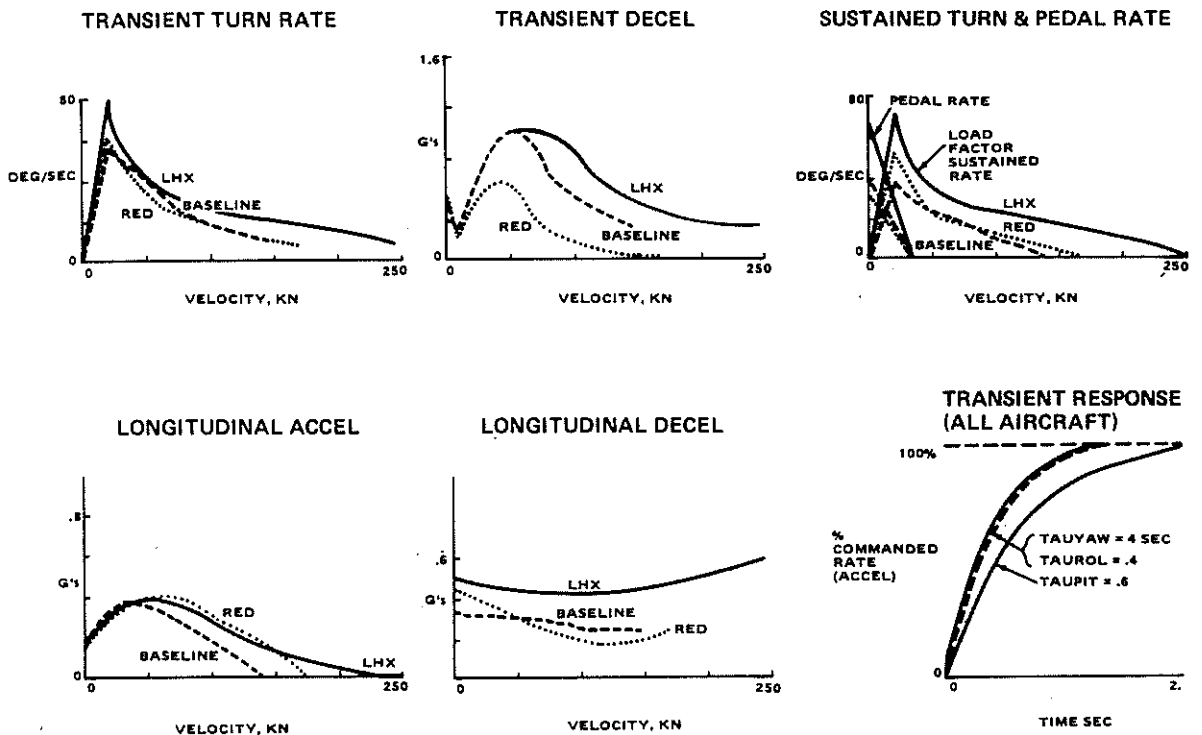 TRANSIENT TURN RATE
80
DEG/SEC
LHX
BASELINE
RED
0
0
250
VELOCITY, KN
TRANSIENT DECEL
1.6
G's
LHX
RED
BASELINE
0
0
250
VELOCITY, KN
SUSTAINED TURN & PEDAL RATE
80
PEDAL RATE
LOAD
FACTOR
SUSTAINED
RATE
DEG/SEC
LHX
RED
BASELINE
0
0
250
VELOCITY, KN
LONGITUDINAL ACCEL
.8
G's
RED
BASELINE
LHX
0
0
250
VELOCITY, KN
LONGITUDINAL DECEL
.6
LHX
G's
BASELINE
RED
0
250
VELOCITY, KN
TRANSIENT RESPONSE
(ALL AIRCRAFT)
100%
%
COMMANDED
RATE
(ACCEL)
TAUYAW = 4 SEC
TAUROL = .4
TAUPIT = .6
0
0
2.
TIME SEC